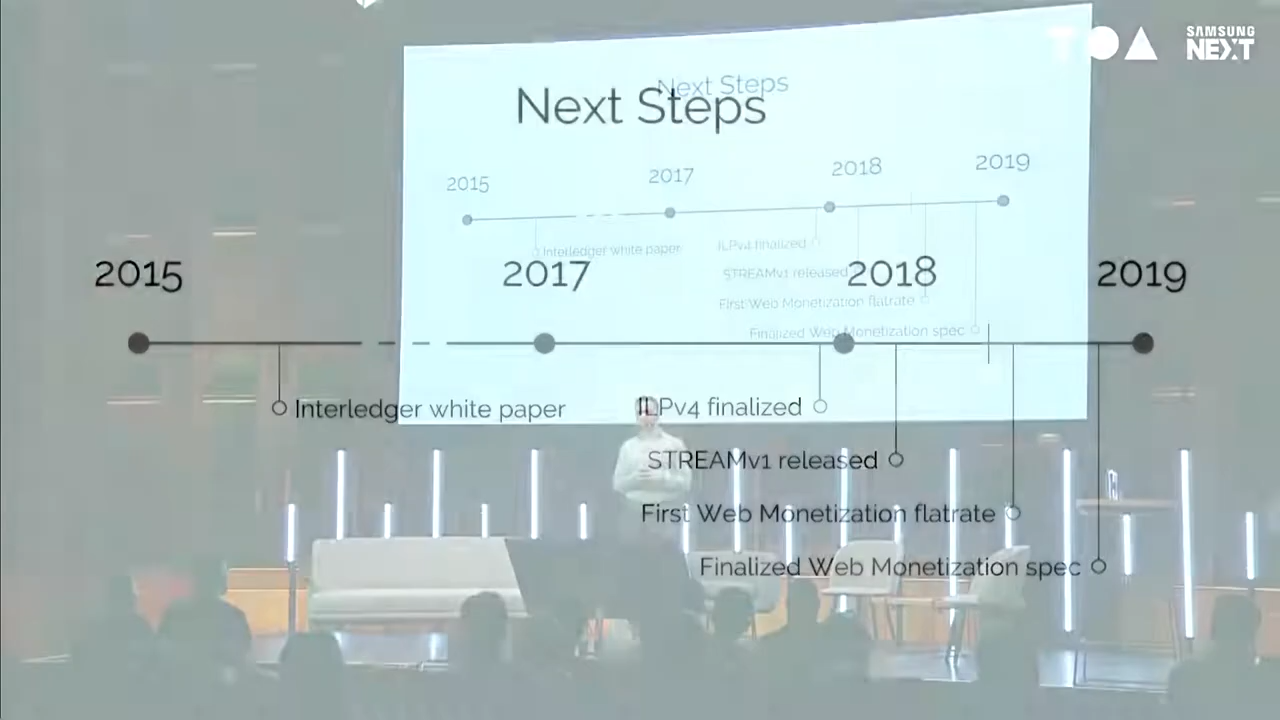 TOA
SAMSUNG
NEXT
Next Steps
Next Steps
2015
2017
2018
2019
Interledger white paper
ILPv4 finalized
STREAMv1 released
First Web Monetization flatrate
Finalized Web Monetization spec
2015
2017
2018
2019
Interledger white paper
ILPv4 finalized
STREAMv1 released
First Web Monetization flatrate
Finalized Web Monetization spec